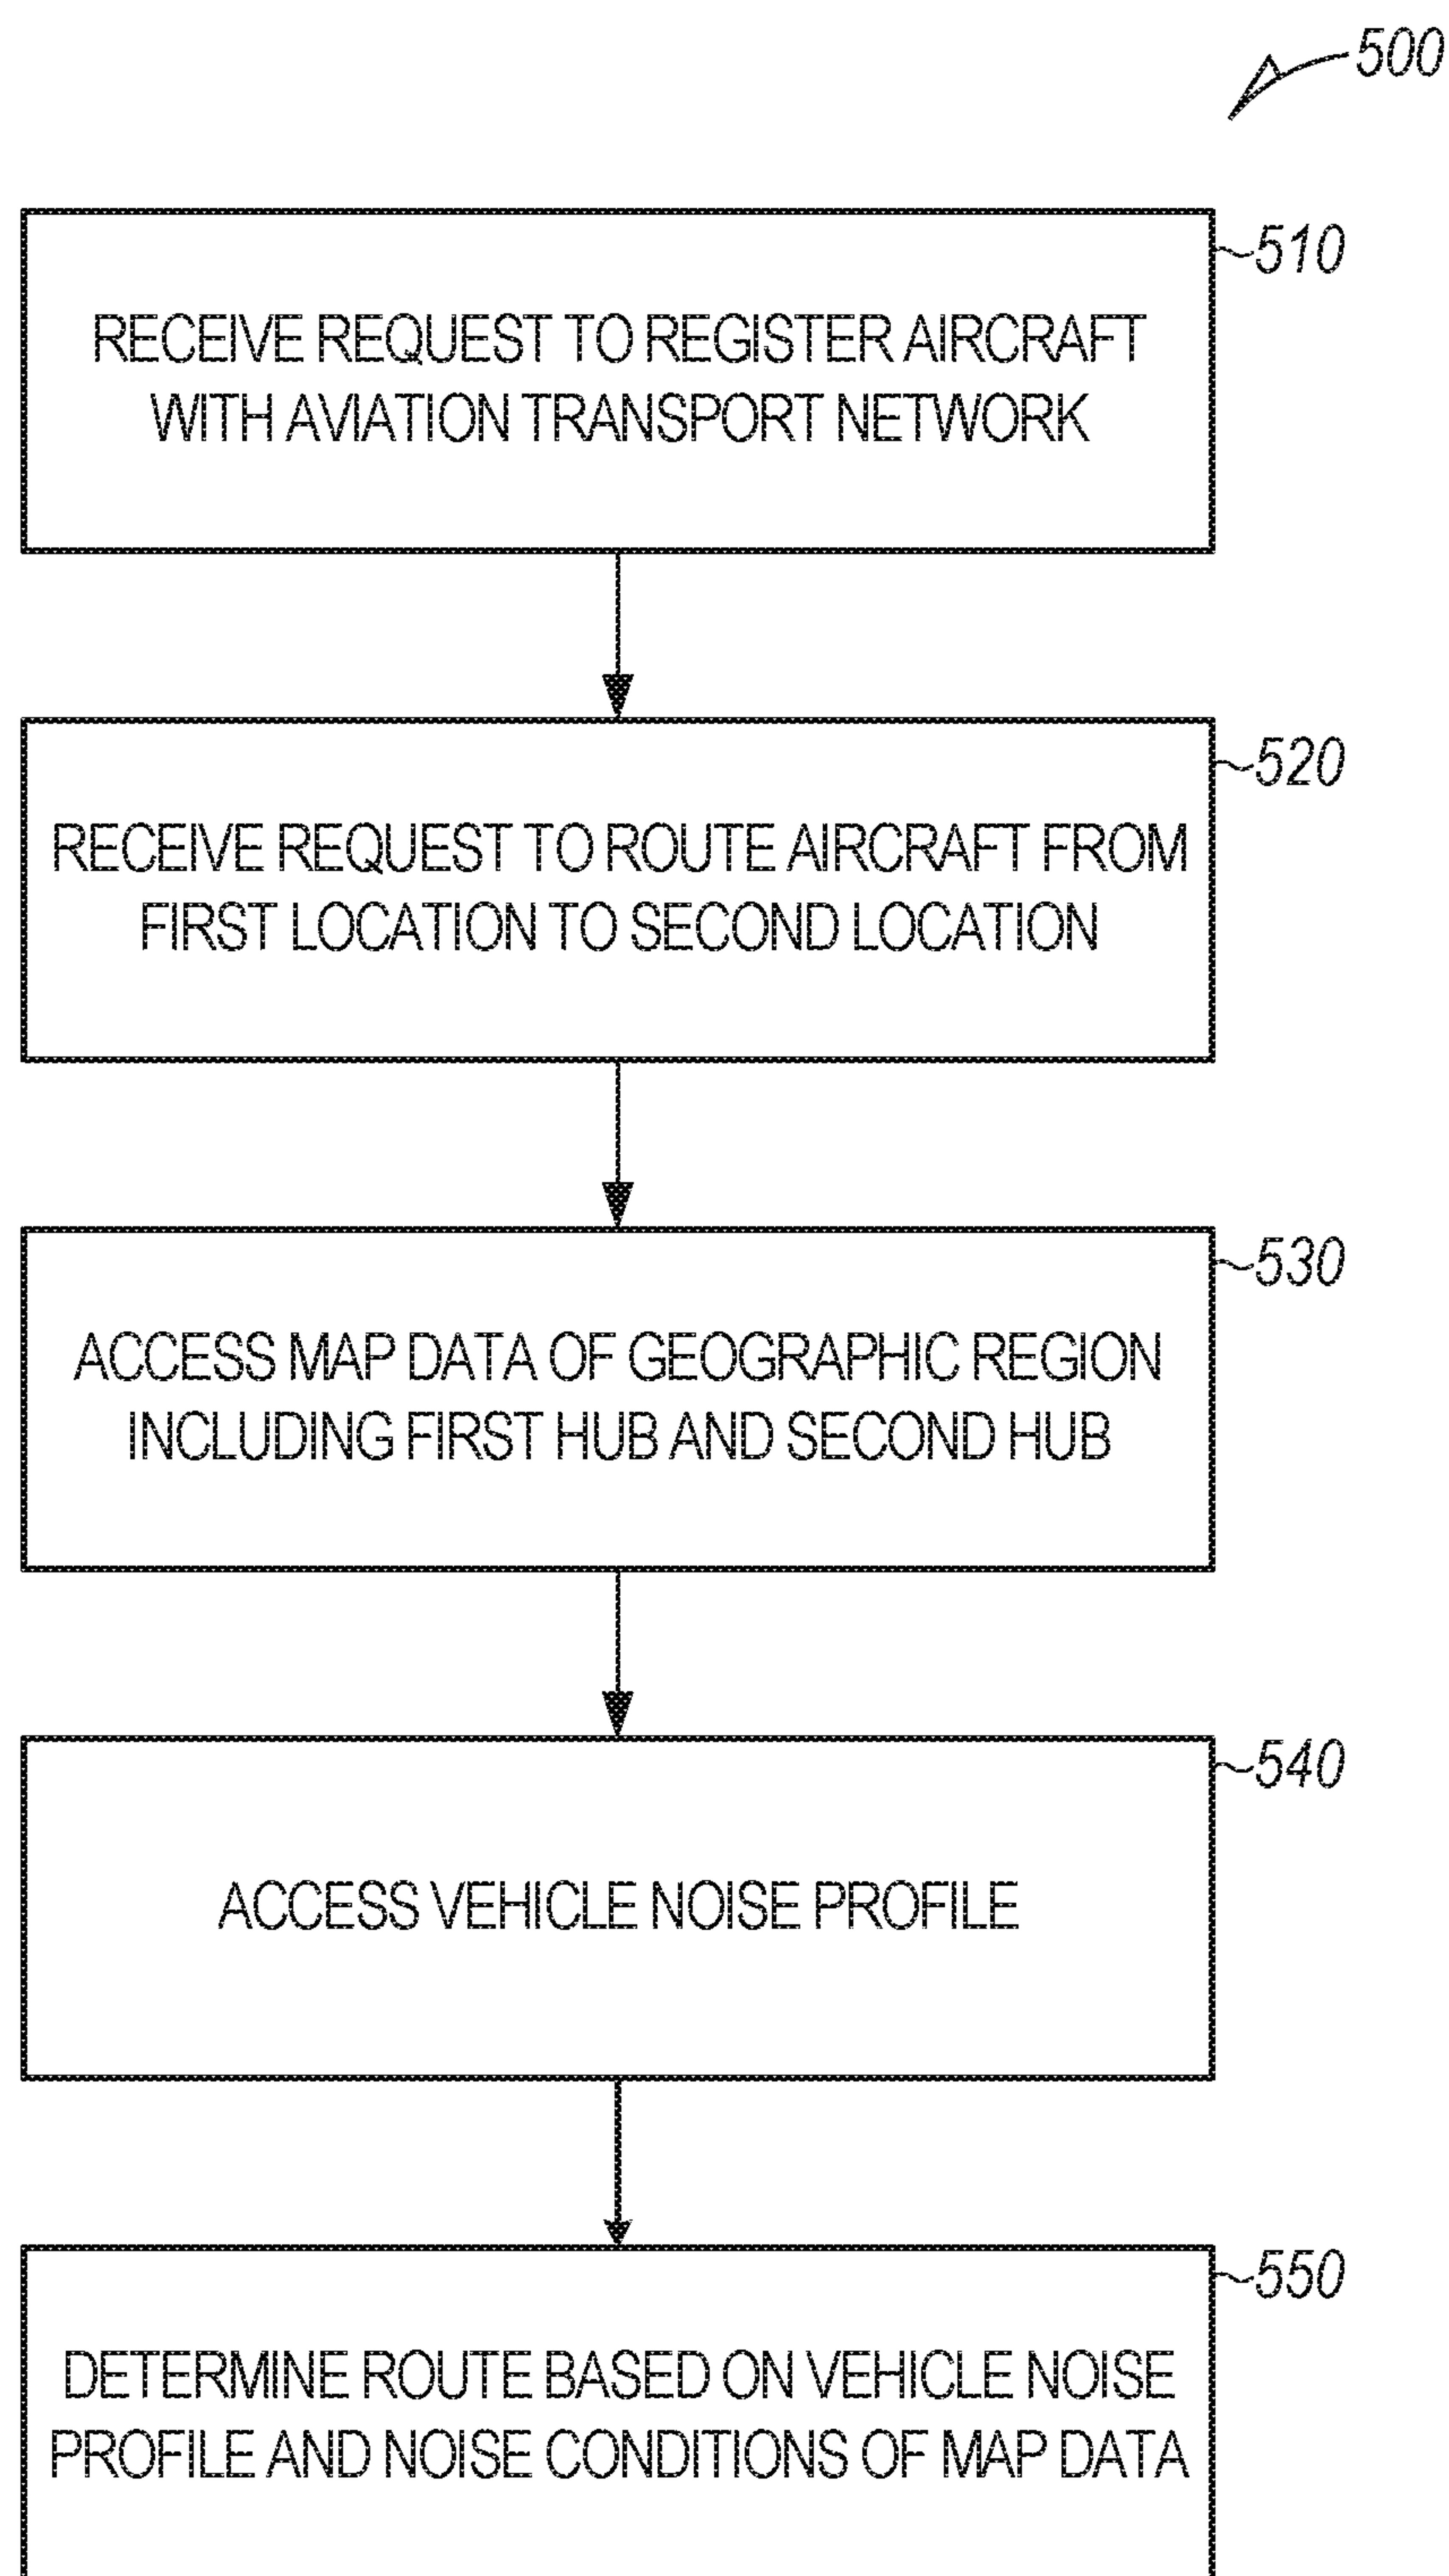 500
510
RECEIVE REQUEST TO REGISTER AIRCRAFT
WITH AVIATION TRANSPORT NETWORK
520
RECEIVE REQUEST TO ROUTE AIRCRAFT FROM
FIRST LOCATION TO SECOND LOCATION
530
ACCESS MAP DATA OF GEOGRAPHIC REGION
INCLUDING FIRST HUB AND SECOND HUB
540
ACCESS VEHICLE NOISE PROFILE
550
DETERMINE ROUTE BASED ON VEHICLE NOISE
PROFILE AND NOISE CONDITIONS OF MAP DATA